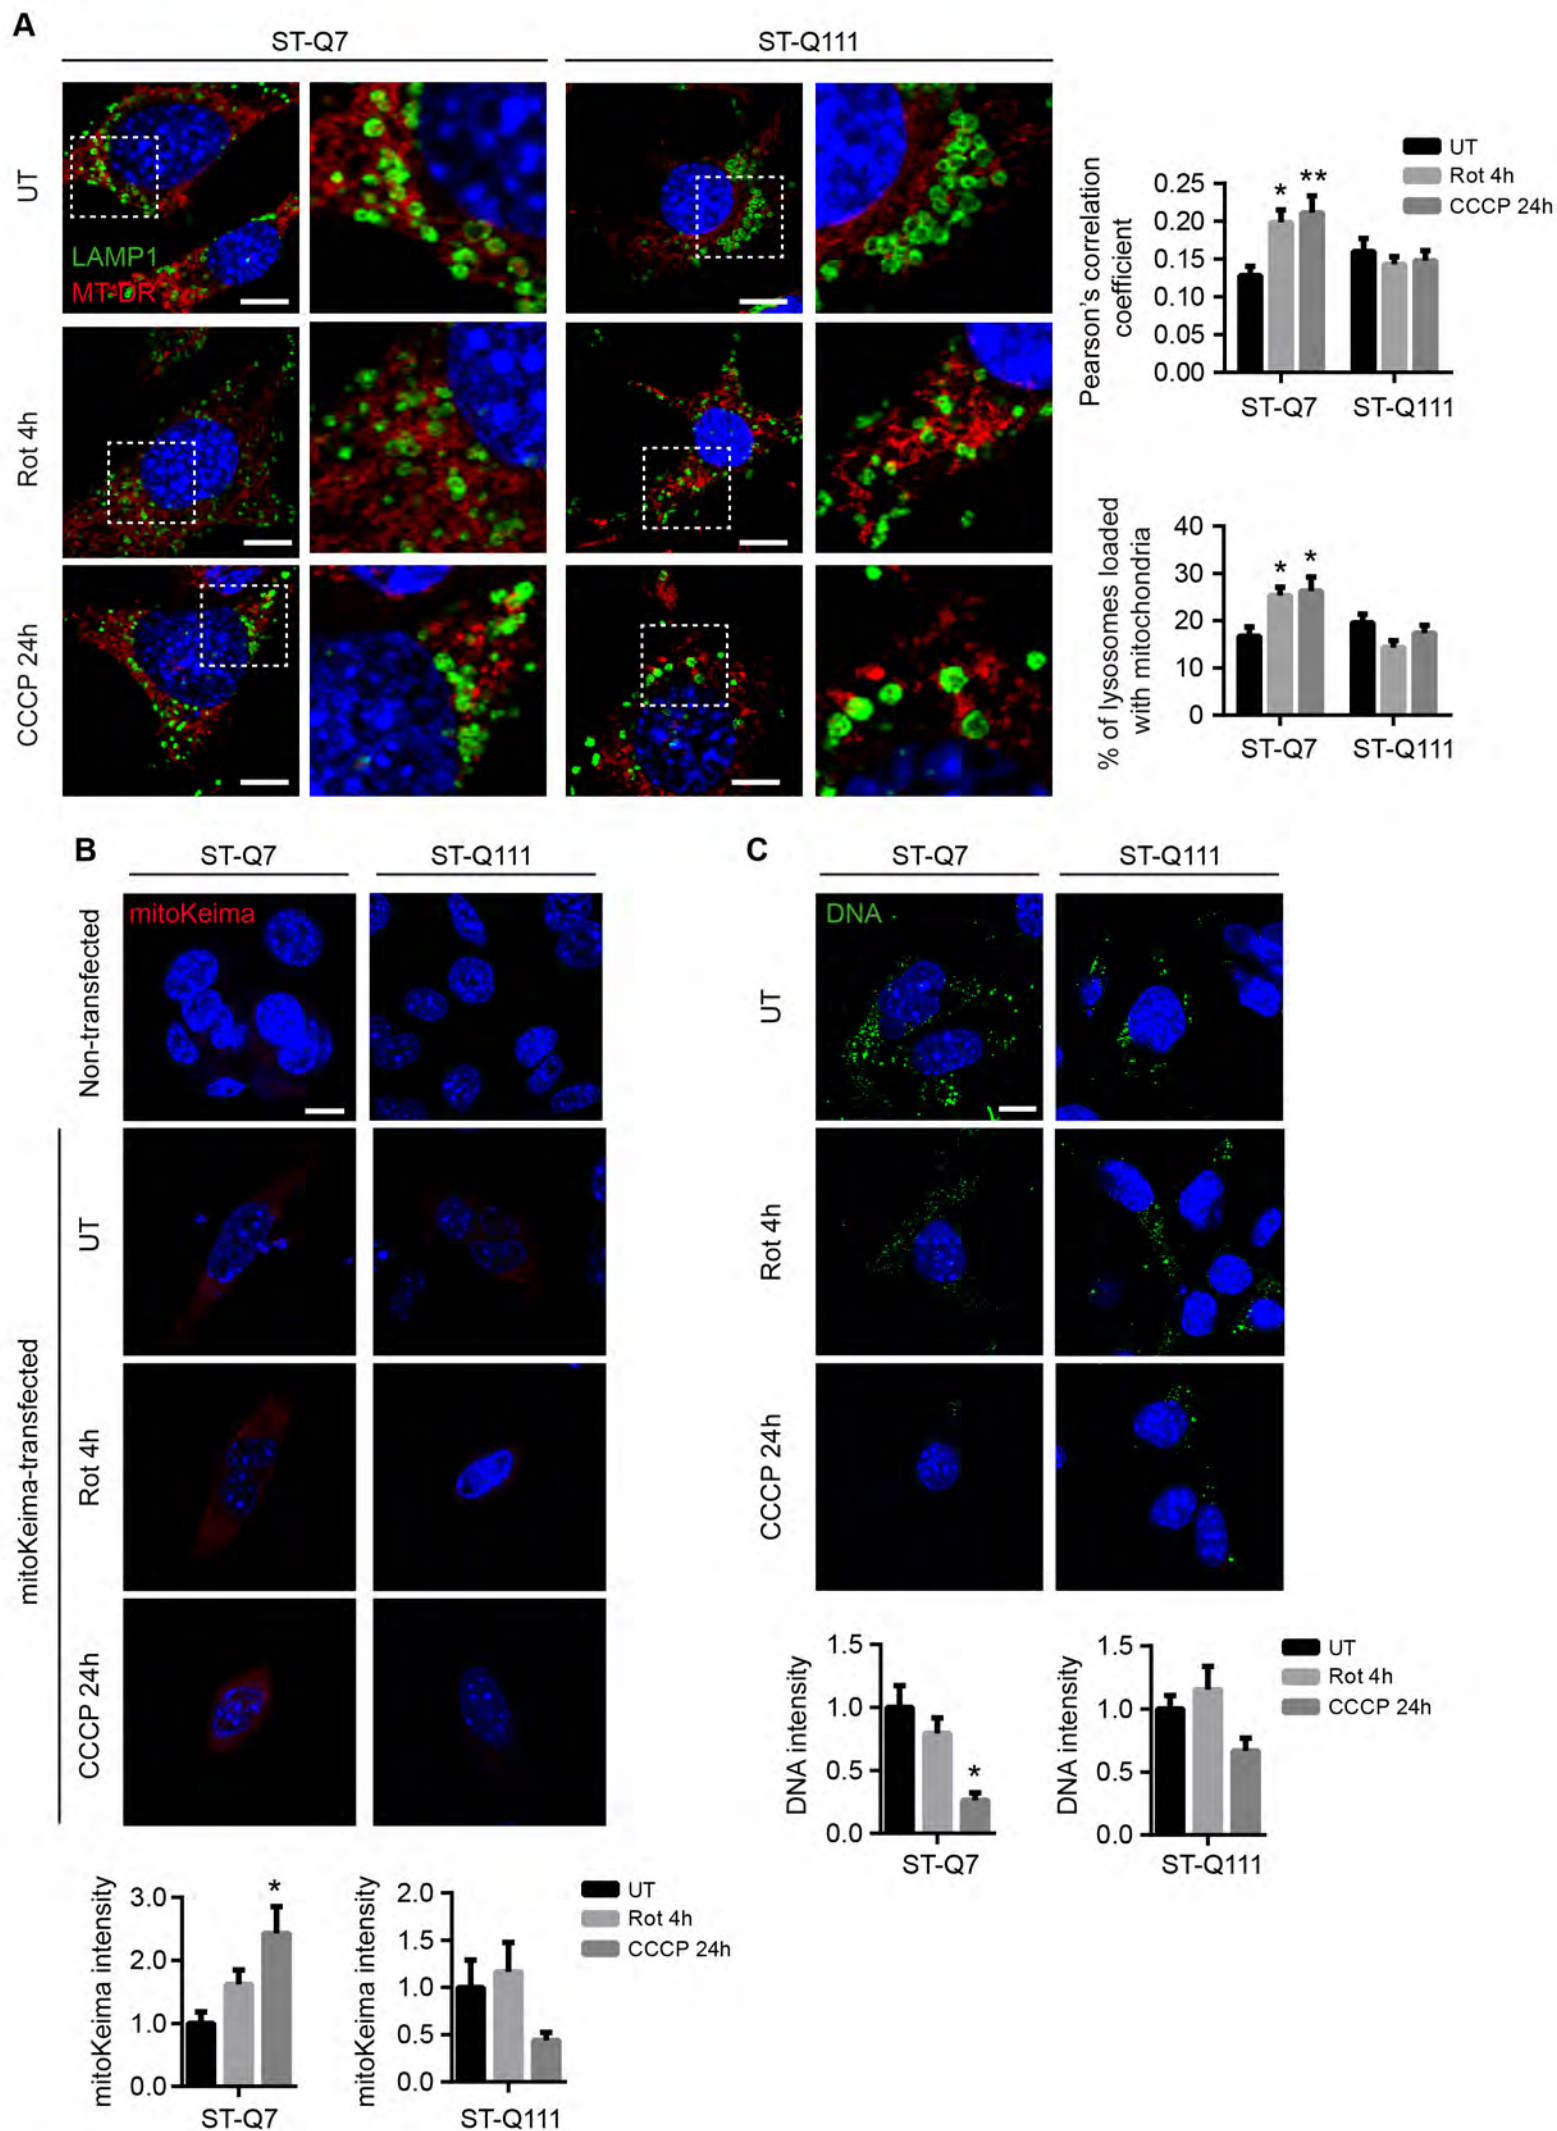 A
ST-Q7
ST-Q111
UT
LAMP1
MT-DR
Rot 4h
CCCP 24h
Pearson's correlation
coefficient
0.25
0.20
0.15
0.10
0.05
0.00
* **
ST-Q7 ST-Q111
UT
Rot 4h
CCCP 24h
% of lysosomes loaded
with mitochondria
40
30
20
10
0
* *
ST-Q7 ST-Q111
B
ST-Q7
ST-Q111
Non-transfected
mitoKeima
mitoKeima-transfected
UT
Rot 4h
CCCP 24h
mitoKeima intensity
3.0
2.0
1.0
0.0
*
ST-Q7
mitoKeima intensity
2.0
1.5
1.0
0.5
0.0
ST-Q111
UT
Rot 4h
CCCP 24h
C
ST-Q7
ST-Q111
DNA
UT
Rot 4h
CCCP 24h
DNA intensity
1.5
1.0
0.5
0.0
*
ST-Q7
DNA intensity
1.5
1.0
0.5
0.0
ST-Q111
UT
Rot 4h
CCCP 24h